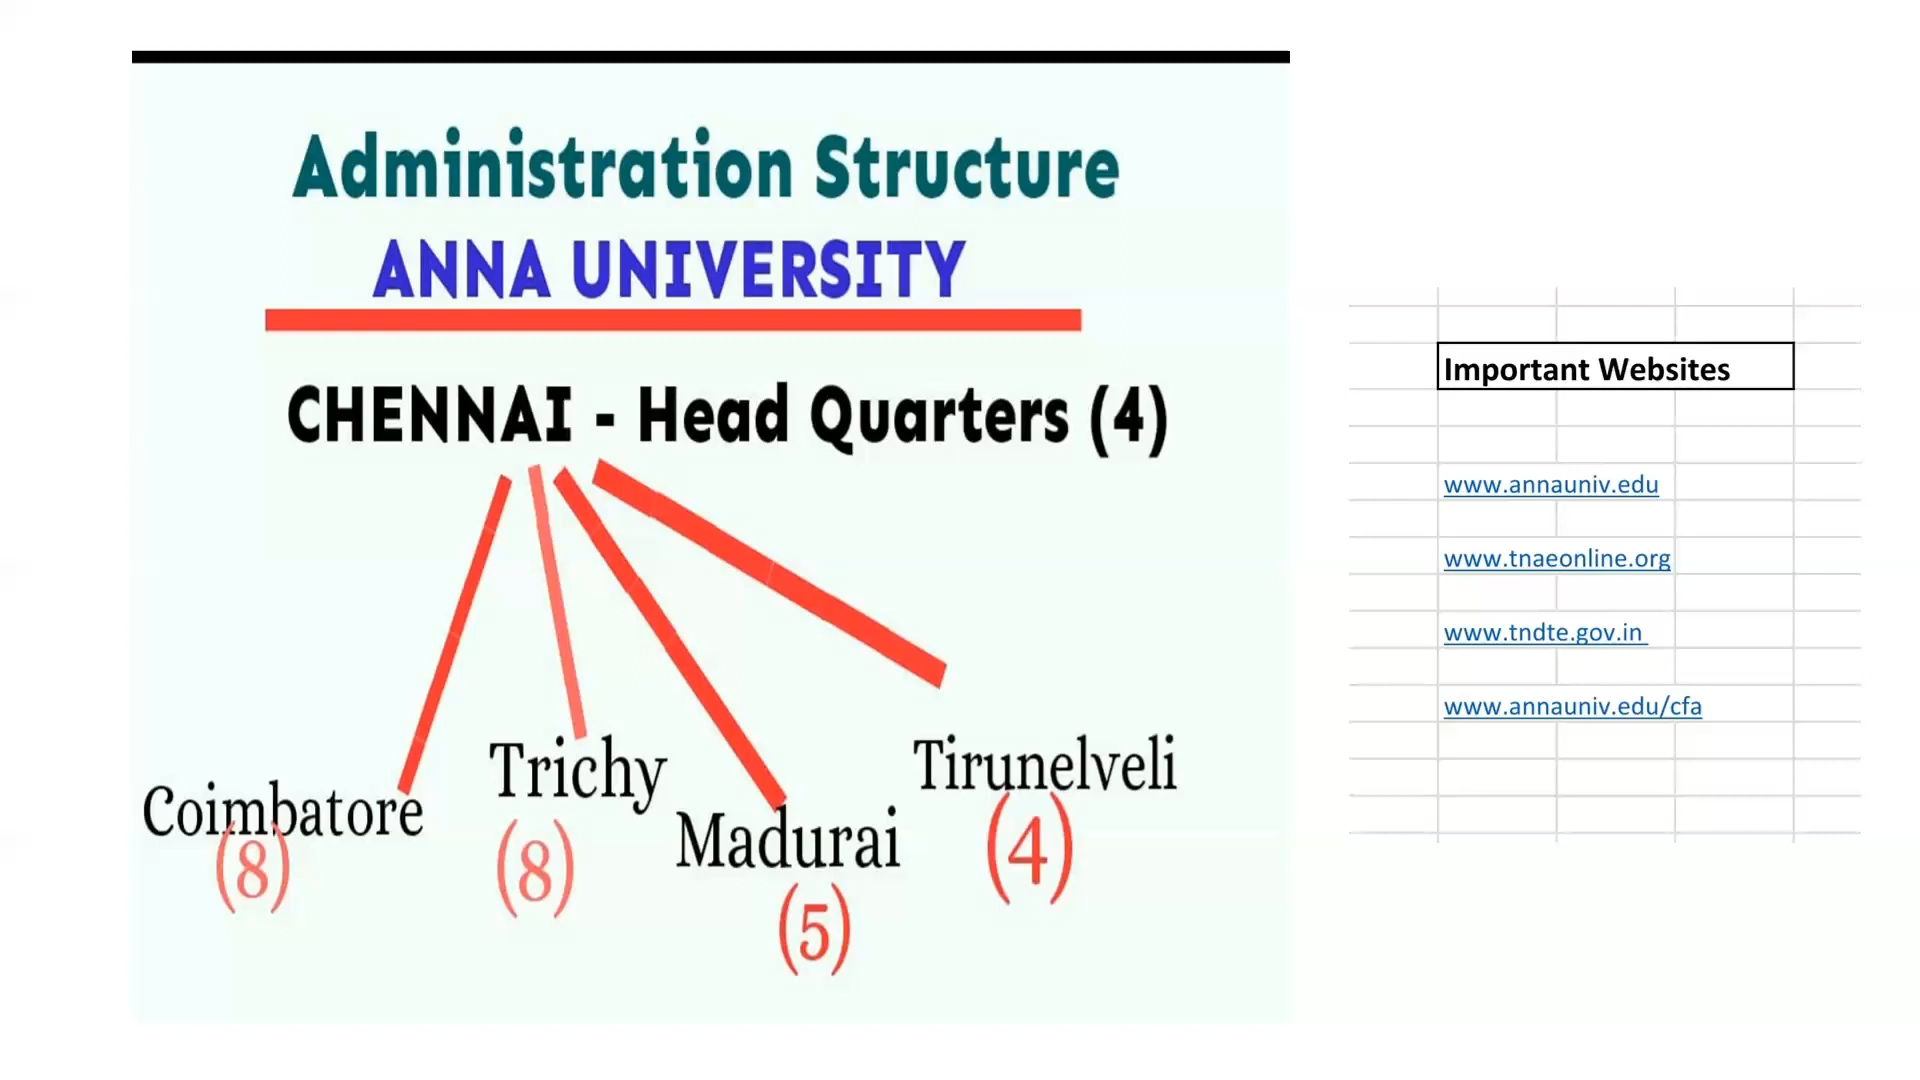 Administration Structure
ANNA UNIVERSITY
CHENNAI - Head Quarters (4)
Coimbatore
(8)
Trichy
(8)
Madurai
(5)
Tirunelveli
(4)
Important Websites
www.annauniv.edu
www.tnaeonline.org
www.tndte.gov.in
www.annauniv.edu/cfa